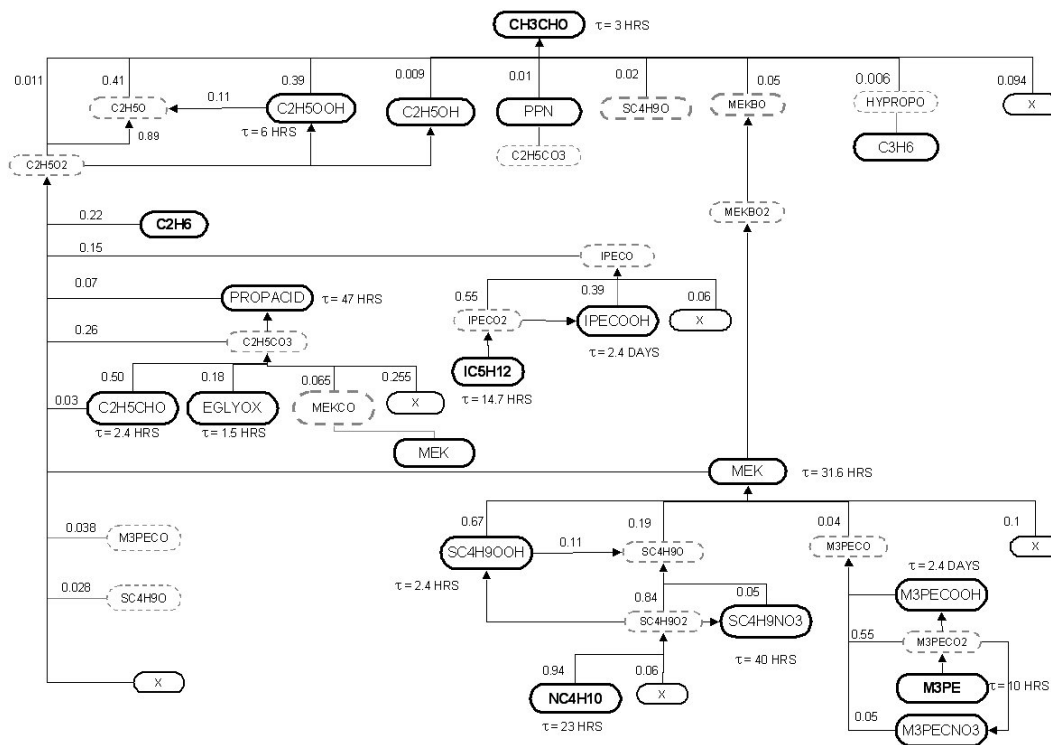 CH3CHO τ= 3 HRS
0.011 0.41 0.39 0.009 0.01 0.02 0.05 0.006 0.094
C2H5O 0.11 C2H5OOH C2H5OH PPN SC4H9O MEKBO HYPROPO X
0.89 τ= 6 HRS
C2H5O2 C2H5CO3 C3H6
0.22 C2H6 MEKBO2
0.15 IPECO
0.07 PROPACID τ= 47 HRS 0.55 0.39 0.06
IPECO2 IPECOOH X
0.26 C2H5CO3 τ= 2.4 DAYS
0.50 0.18 0.065 0.255 IC5H12
τ= 14.7 HRS
0.03 C2H5CHO EGLYOX MEKCO X
τ= 2.4 HRS τ= 1.5 HRS
MEK
MEK τ= 31.6 HRS
0.67 0.19 0.04 0.1
0.038 M3PECO SC4H9OOH 0.11 SC4H9O M3PECO X
τ= 2.4 HRS τ= 2.4 DAYS
0.028 SC4H9O 0.84 0.05 M3PECOOH
SC4H9O2 SC4H9NO3 0.55 M3PECO2
τ= 40 HRS
0.94 0.06
X NC4H10 X M3PE τ= 10 HRS
τ= 23 HRS
0.05 M3PECNO3